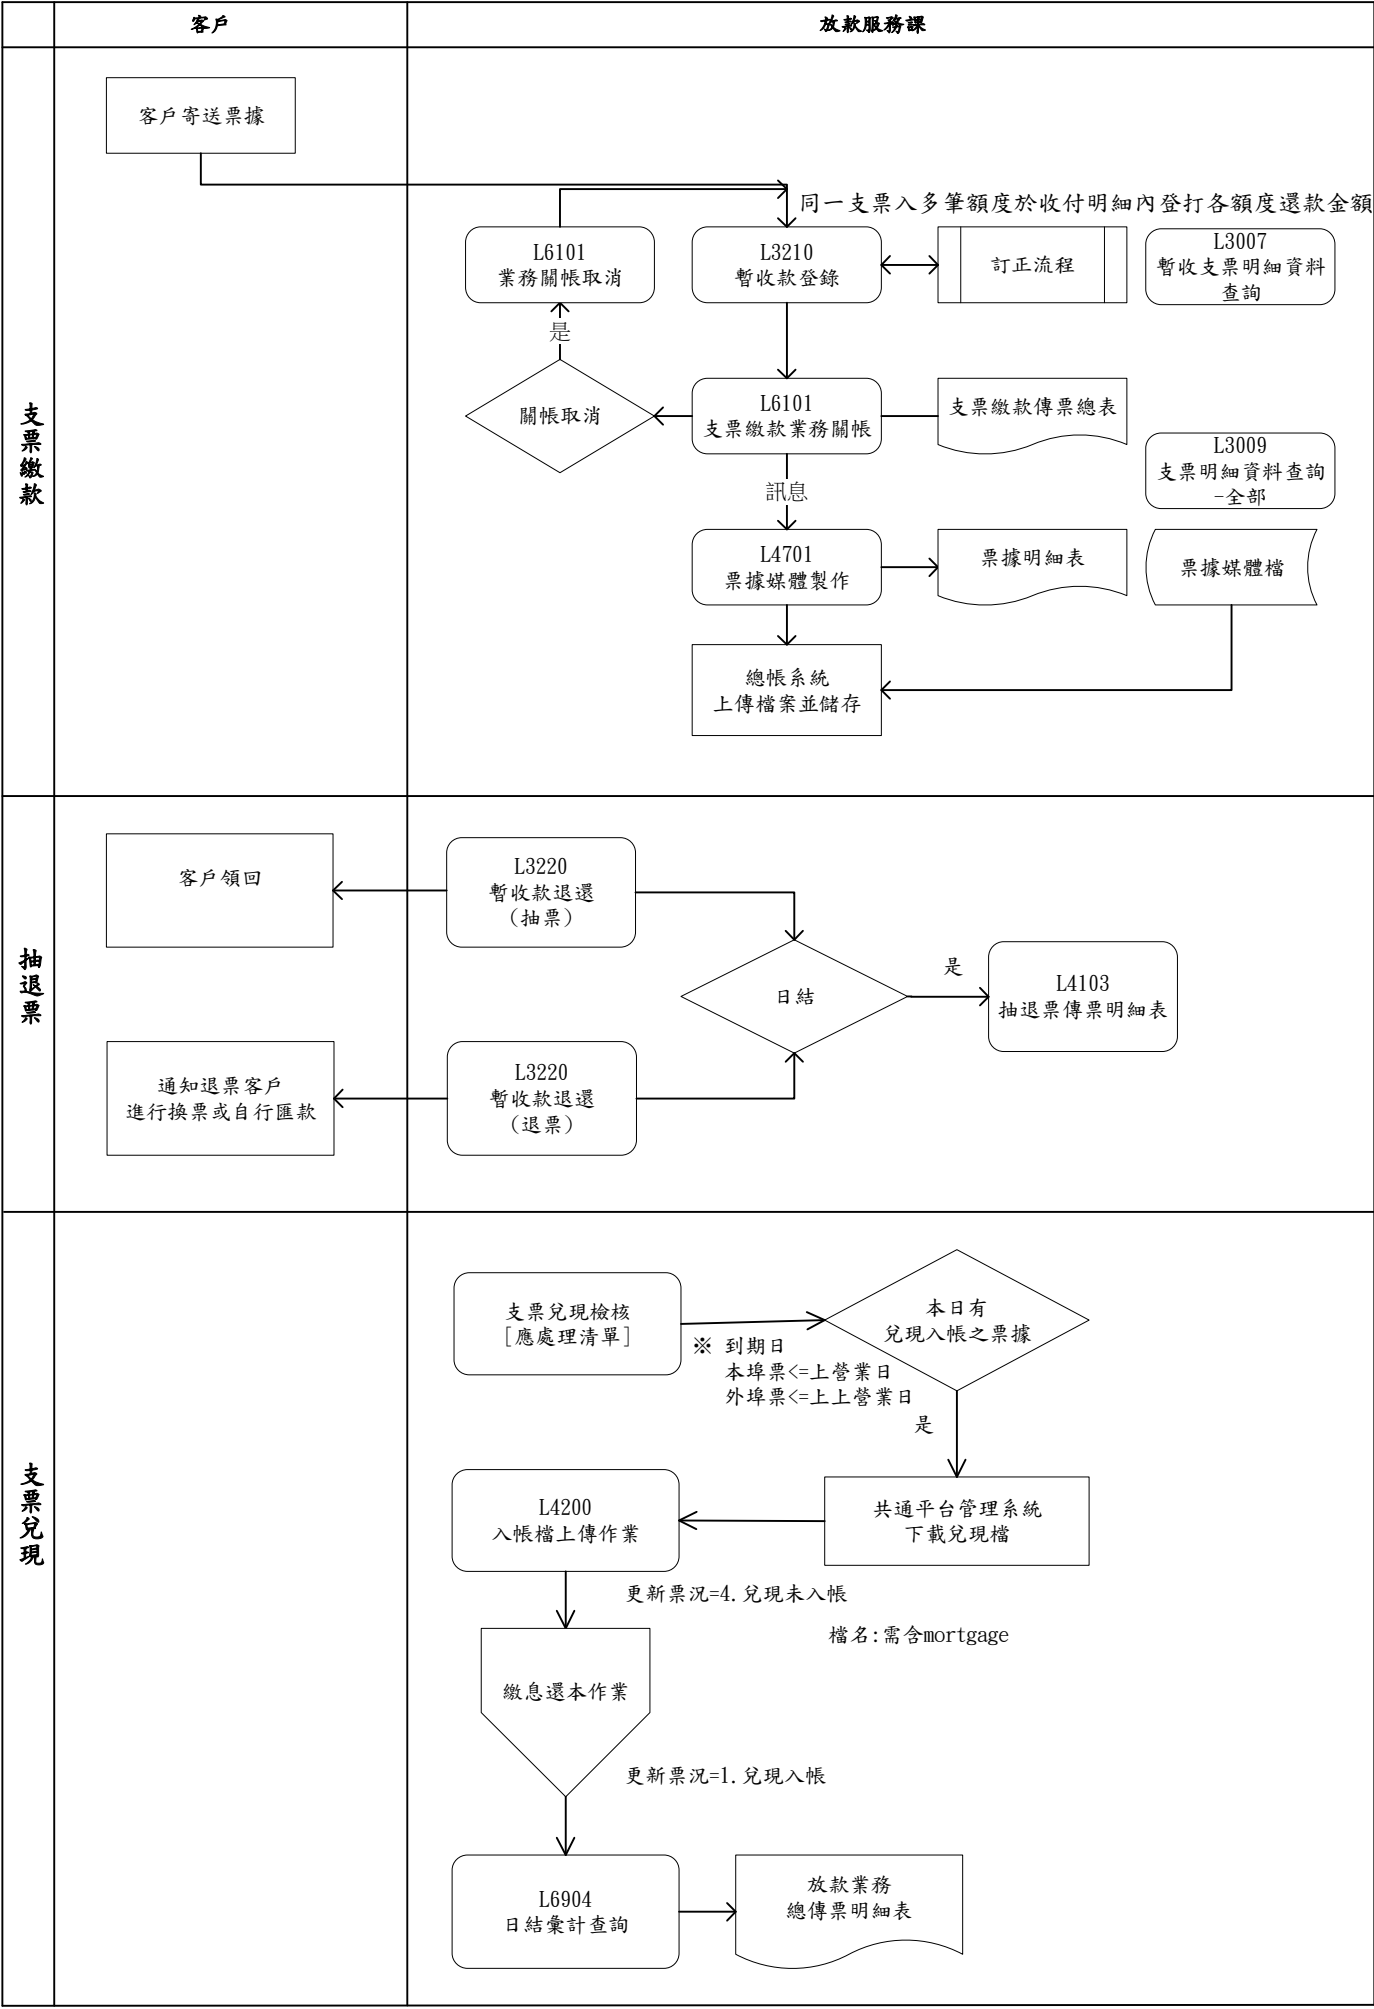 客戶
放款服務課
支票繳款
客戶寄送票據
同一支票入多筆額度於收付明細內登打各額度還款金額
L6101
業務關帳取消
L3210
暫收款登錄
訂正流程
L3007
暫收支票明細資料
查詢
是
關帳取消
L6101
支票繳款業務關帳
支票繳款傳票總表
L3009
支票明細資料查詢
-全部
訊息
L4701
票據媒體製作
票據明細表
票據媒體檔
總帳系統
上傳檔案並儲存
抽退票
客戶領回
L3220
暫收款退還
(抽票)
日結
是
L4103
抽退票傳票明細表
通知退票客戶
進行換票或自行匯款
L3220
暫收款退還
(退票)
支票兌現
支票兌現檢核
[應處理清單]
本日有
兌現入帳之票據
※ 到期日
本埠票<=上營業日
外埠票<=上上營業日
是
L4200
入帳檔上傳作業
共通平台管理系統
下載兌現檔
更新票況=4.兌現未入帳
檔名:需含mortgage
繳息還本作業
更新票況=1.兌現入帳
L6904
日結彙計查詢
放款業務
總傳票明細表